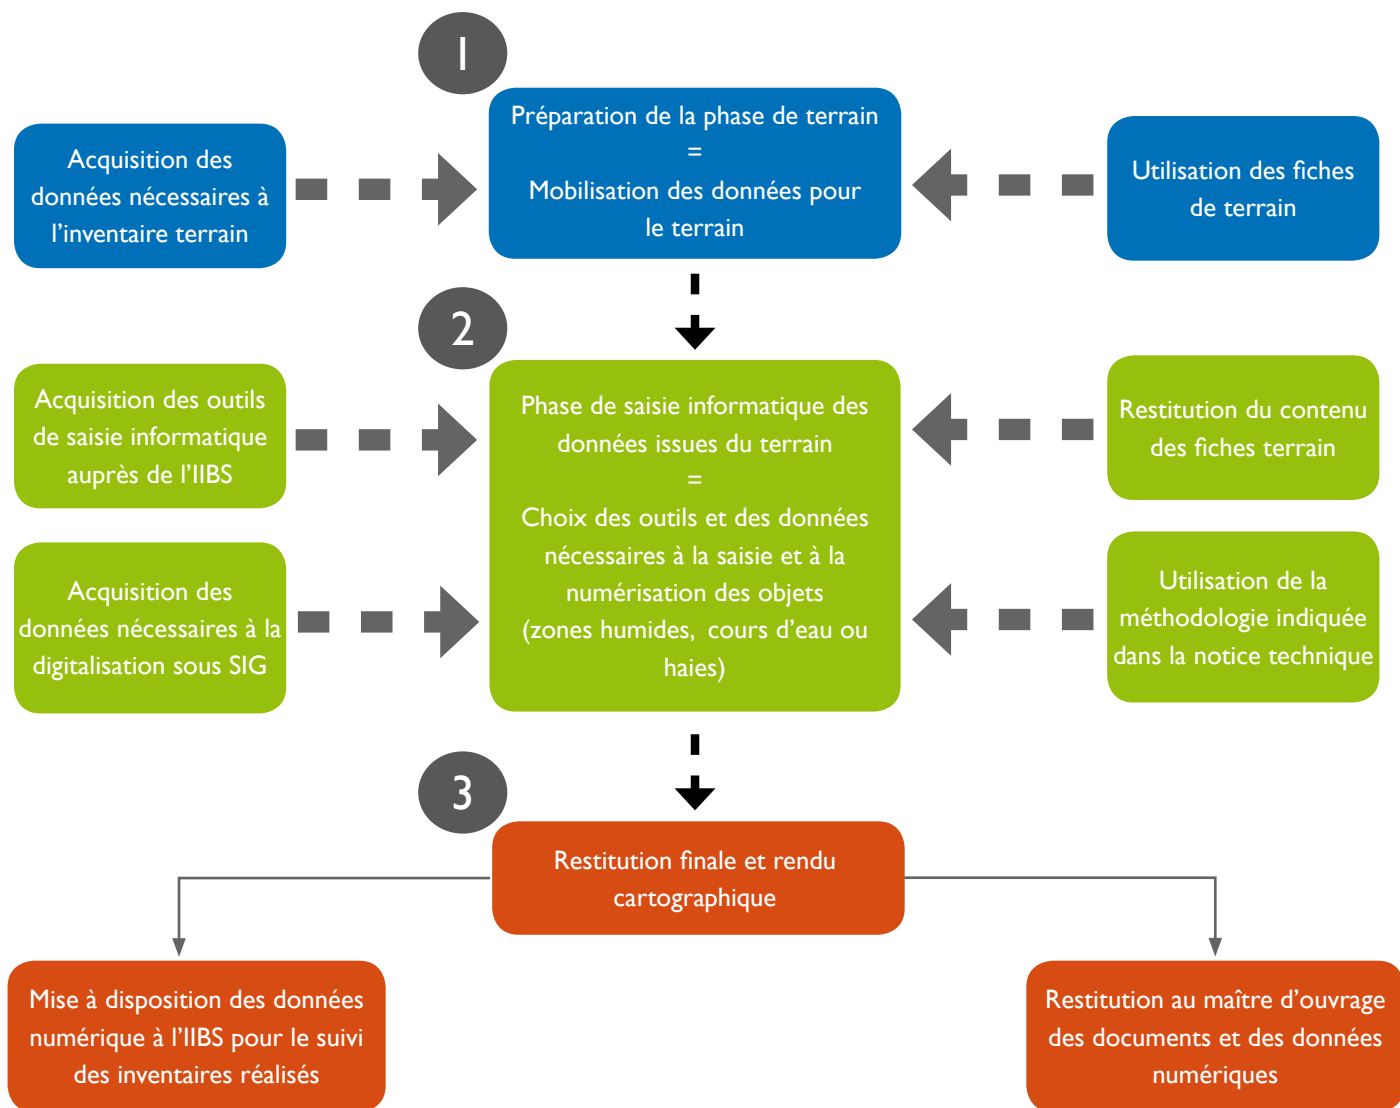 1
Préparation de la phase de terrain
=
Mobilisation des données pour
le terrain
Acquisition des
données nécessaires à
l’inventaire terrain
Utilisation des fiches
de terrain
2
Phase de saisie informatique des
données issues du terrain
=
Choix des outils et des données
nécessaires à la saisie et à la
numérisation des objets
(zones humides, cours d’eau ou
haies)
Acquisition des outils
de saisie informatique
auprès de l’IIBS
Restitution du contenu
des fiches terrain
Acquisition des
données nécessaires à la
digitalisation sous SIG
Utilisation de la
méthodologie indiquée
dans la notice technique
3
Restitution finale et rendu
cartographique
Mise à disposition des données
numérique à l’IIBS pour le suivi
des inventaires réalisés
Restitution au maître d’ouvrage
des documents et des données
numériques